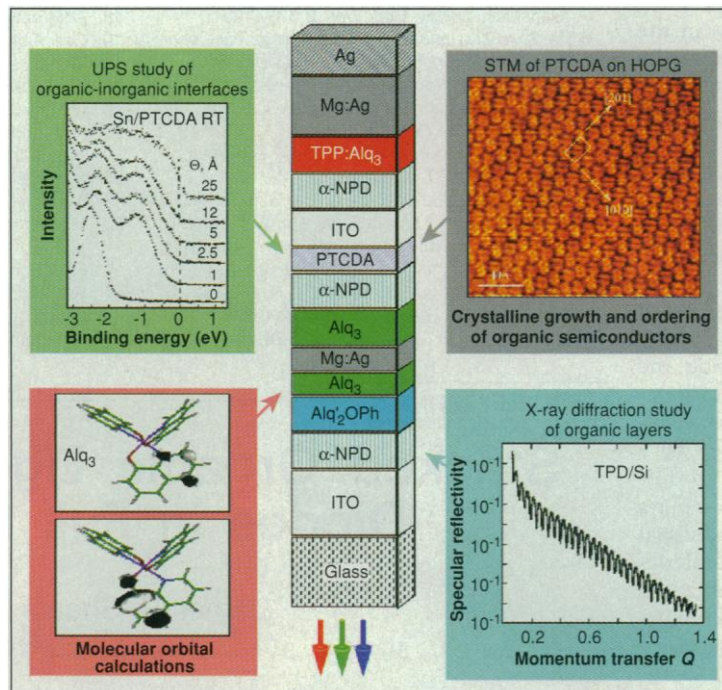 UPS study of
organic-inorganic interfaces
Sn/PTCDA RT
Θ, Å
25
12
5
2.5
1
0
Intensity
-3 -2 -1 0 1
Binding energy (eV)
Ag
Mg:Ag
TPP:Alq3
α-NPD
ITO
PTCDA
α-NPD
Alq3
Mg:Ag
Alq3
Alq'2OPh
α-NPD
ITO
Glass
STM of PTCDA on HOPG
Crystalline growth and ordering
of organic semiconductors
Alq3
Molecular orbital
calculations
X-ray diffraction study
of organic layers
TPD/Si
Specular reflectivity
10-1
10-1
10-1
10-1
10-1
0.2 0.6 1.0 1.4
Momentum transfer Q